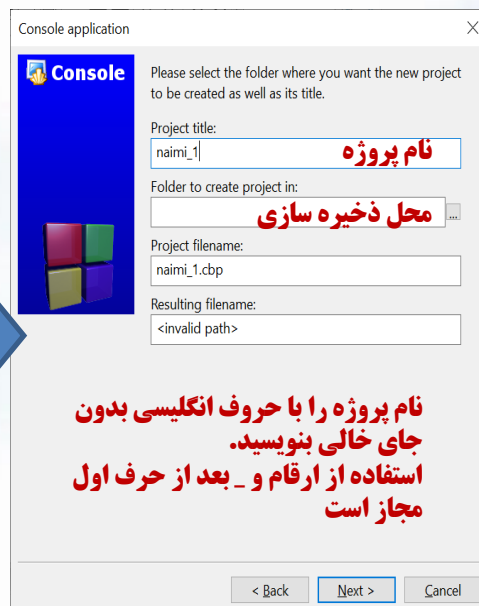 Console application
Console
Please select the folder where you want the new project
to be created as well as its title.
Project title:
naimi_1
نام پروژه
Folder to create project in:
محل ذخیره سازی
...
Project filename:
naimi_1.cbp
Resulting filename:
<invalid path>
نام پروژه را با حروف انگلیسی بدون
جای خالی بنویسید.
استفاده از ارقام و _ بعد از حرف اول
مجاز است
< Back
Next >
Cancel